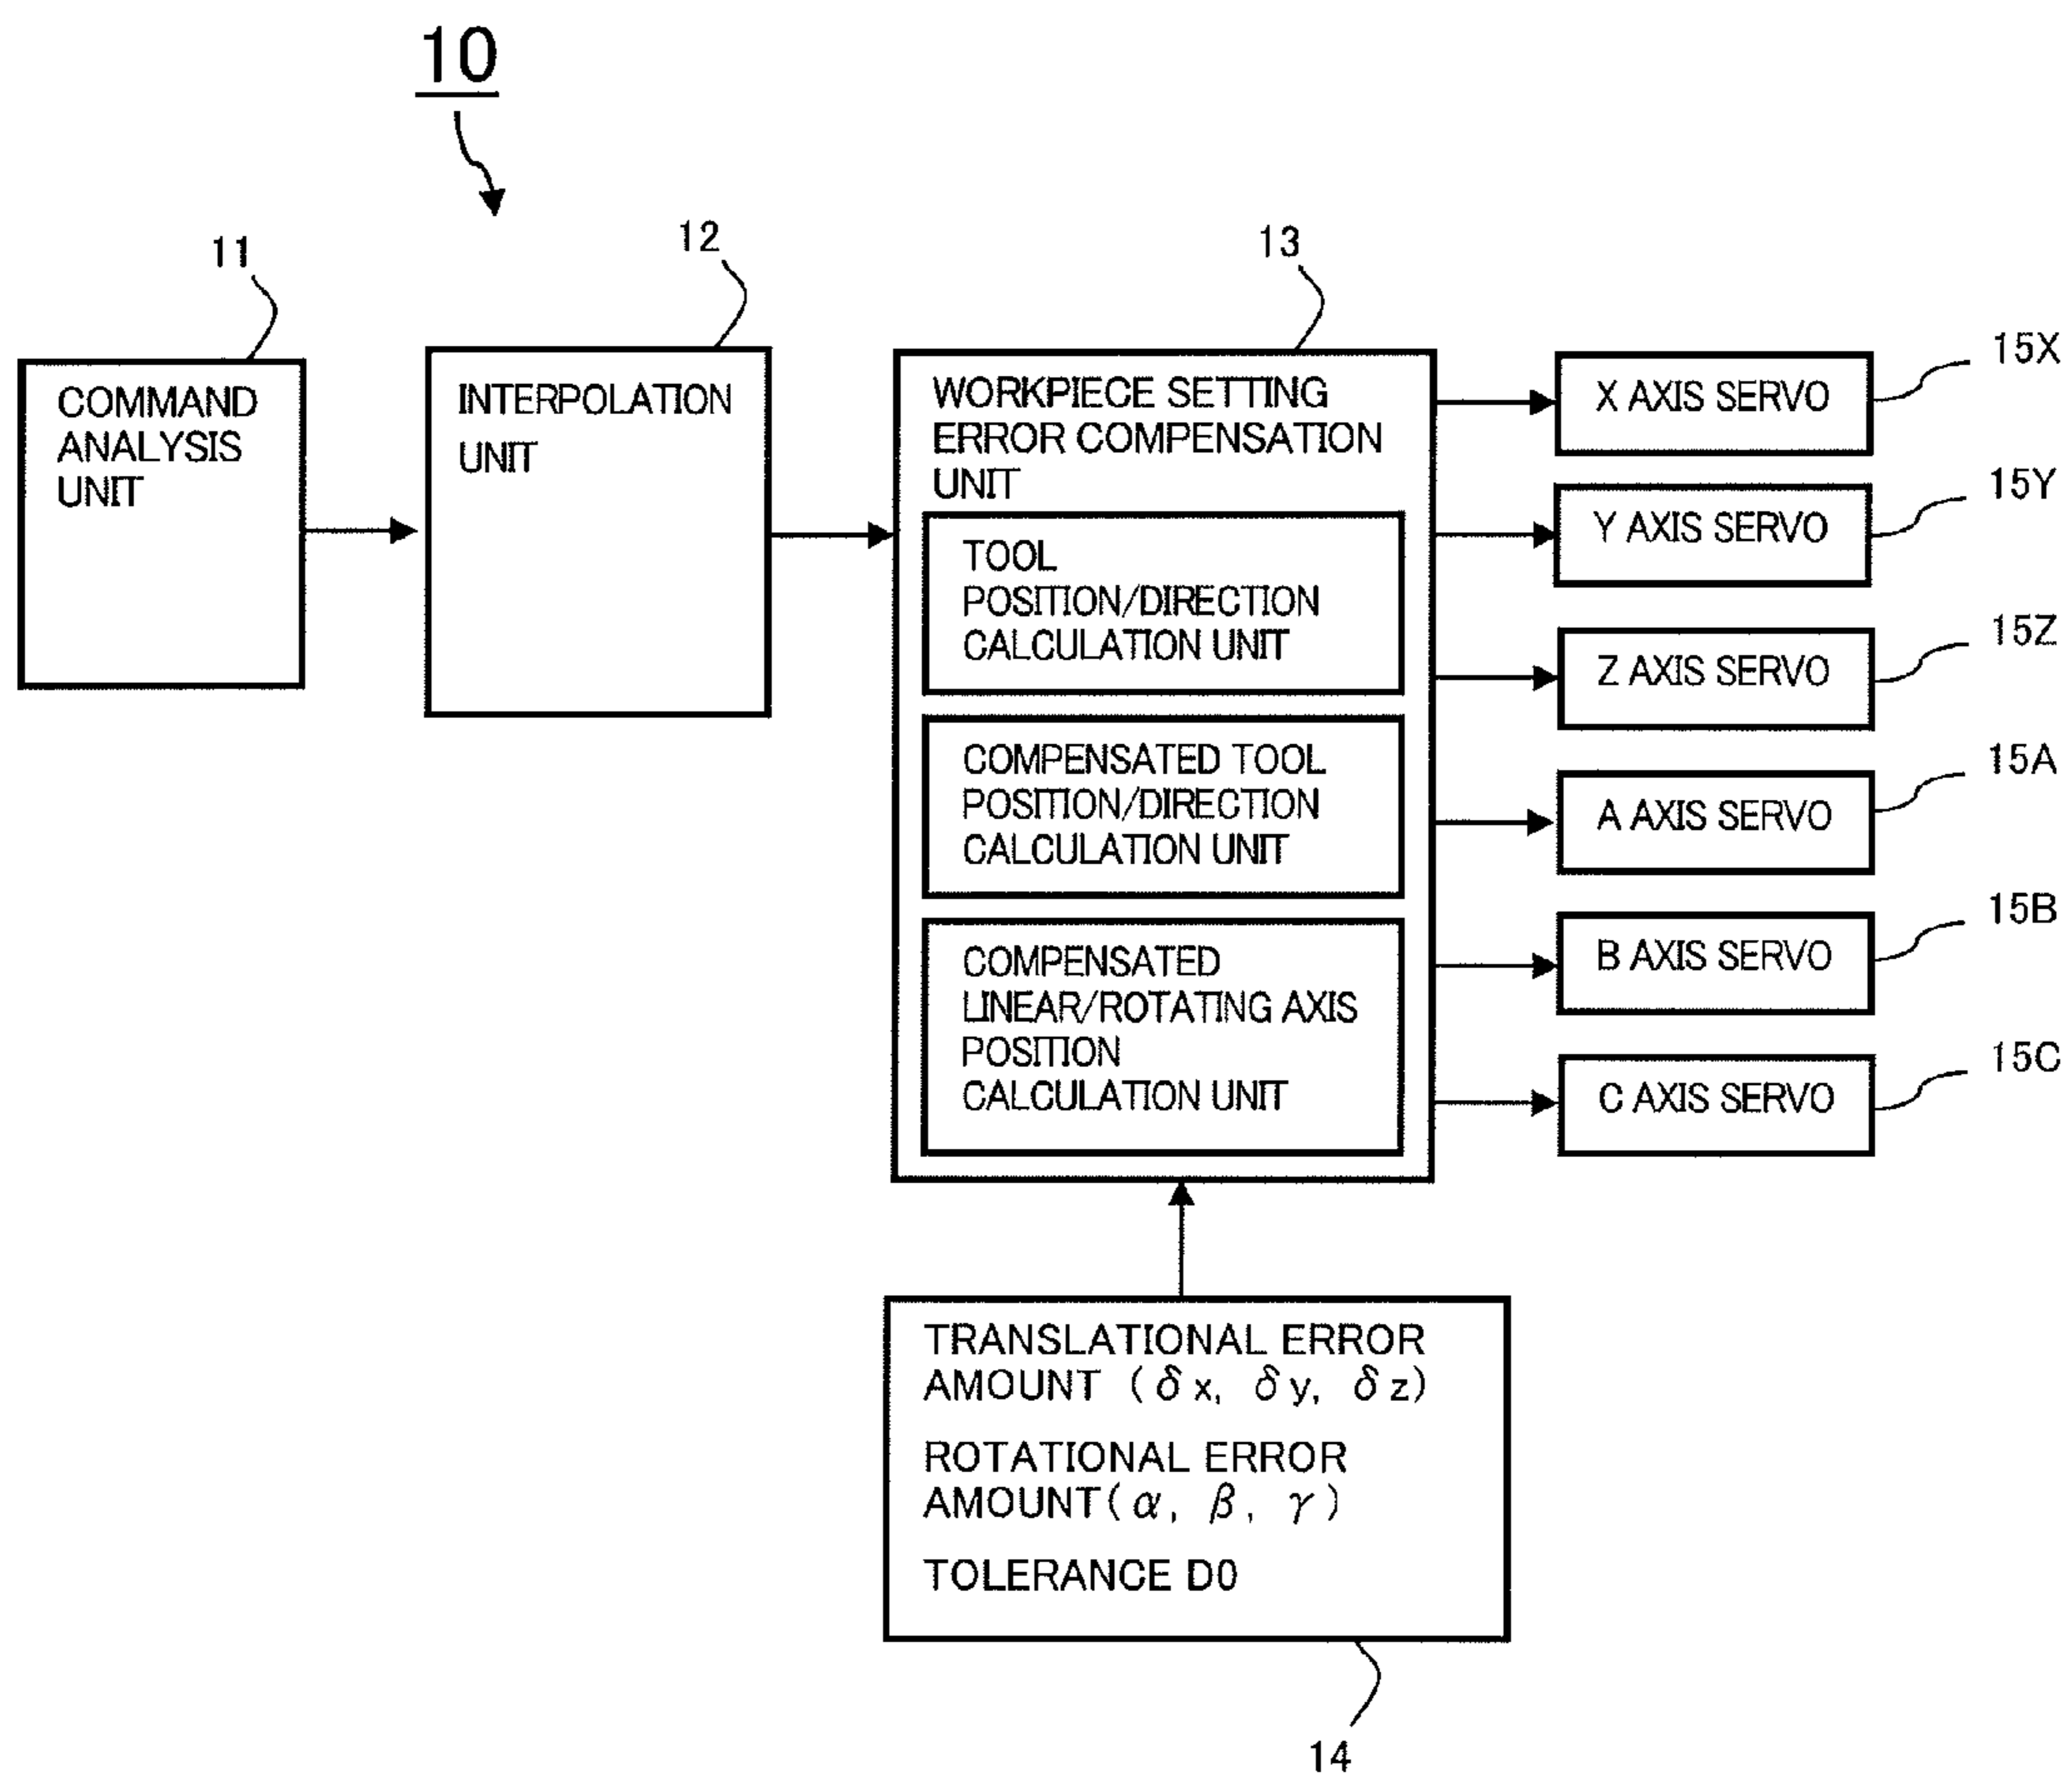 10
11
COMMAND
ANALYSIS
UNIT
12
INTERPOLATION
UNIT
13
WORKPIECE SETTING
ERROR COMPENSATION
UNIT
TOOL
POSITION/DIRECTION
CALCULATION UNIT
COMPENSATED TOOL
POSITION/DIRECTION
CALCULATION UNIT
COMPENSATED
LINEAR/ROTATING AXIS
POSITION
CALCULATION UNIT
15X
X AXIS SERVO
15Y
Y AXIS SERVO
15Z
Z AXIS SERVO
15A
A AXIS SERVO
15B
B AXIS SERVO
15C
C AXIS SERVO
TRANSLATIONAL ERROR
AMOUNT (δx, δy, δz)
ROTATIONAL ERROR
AMOUNT(α, β, γ)
TOLERANCE D0
14